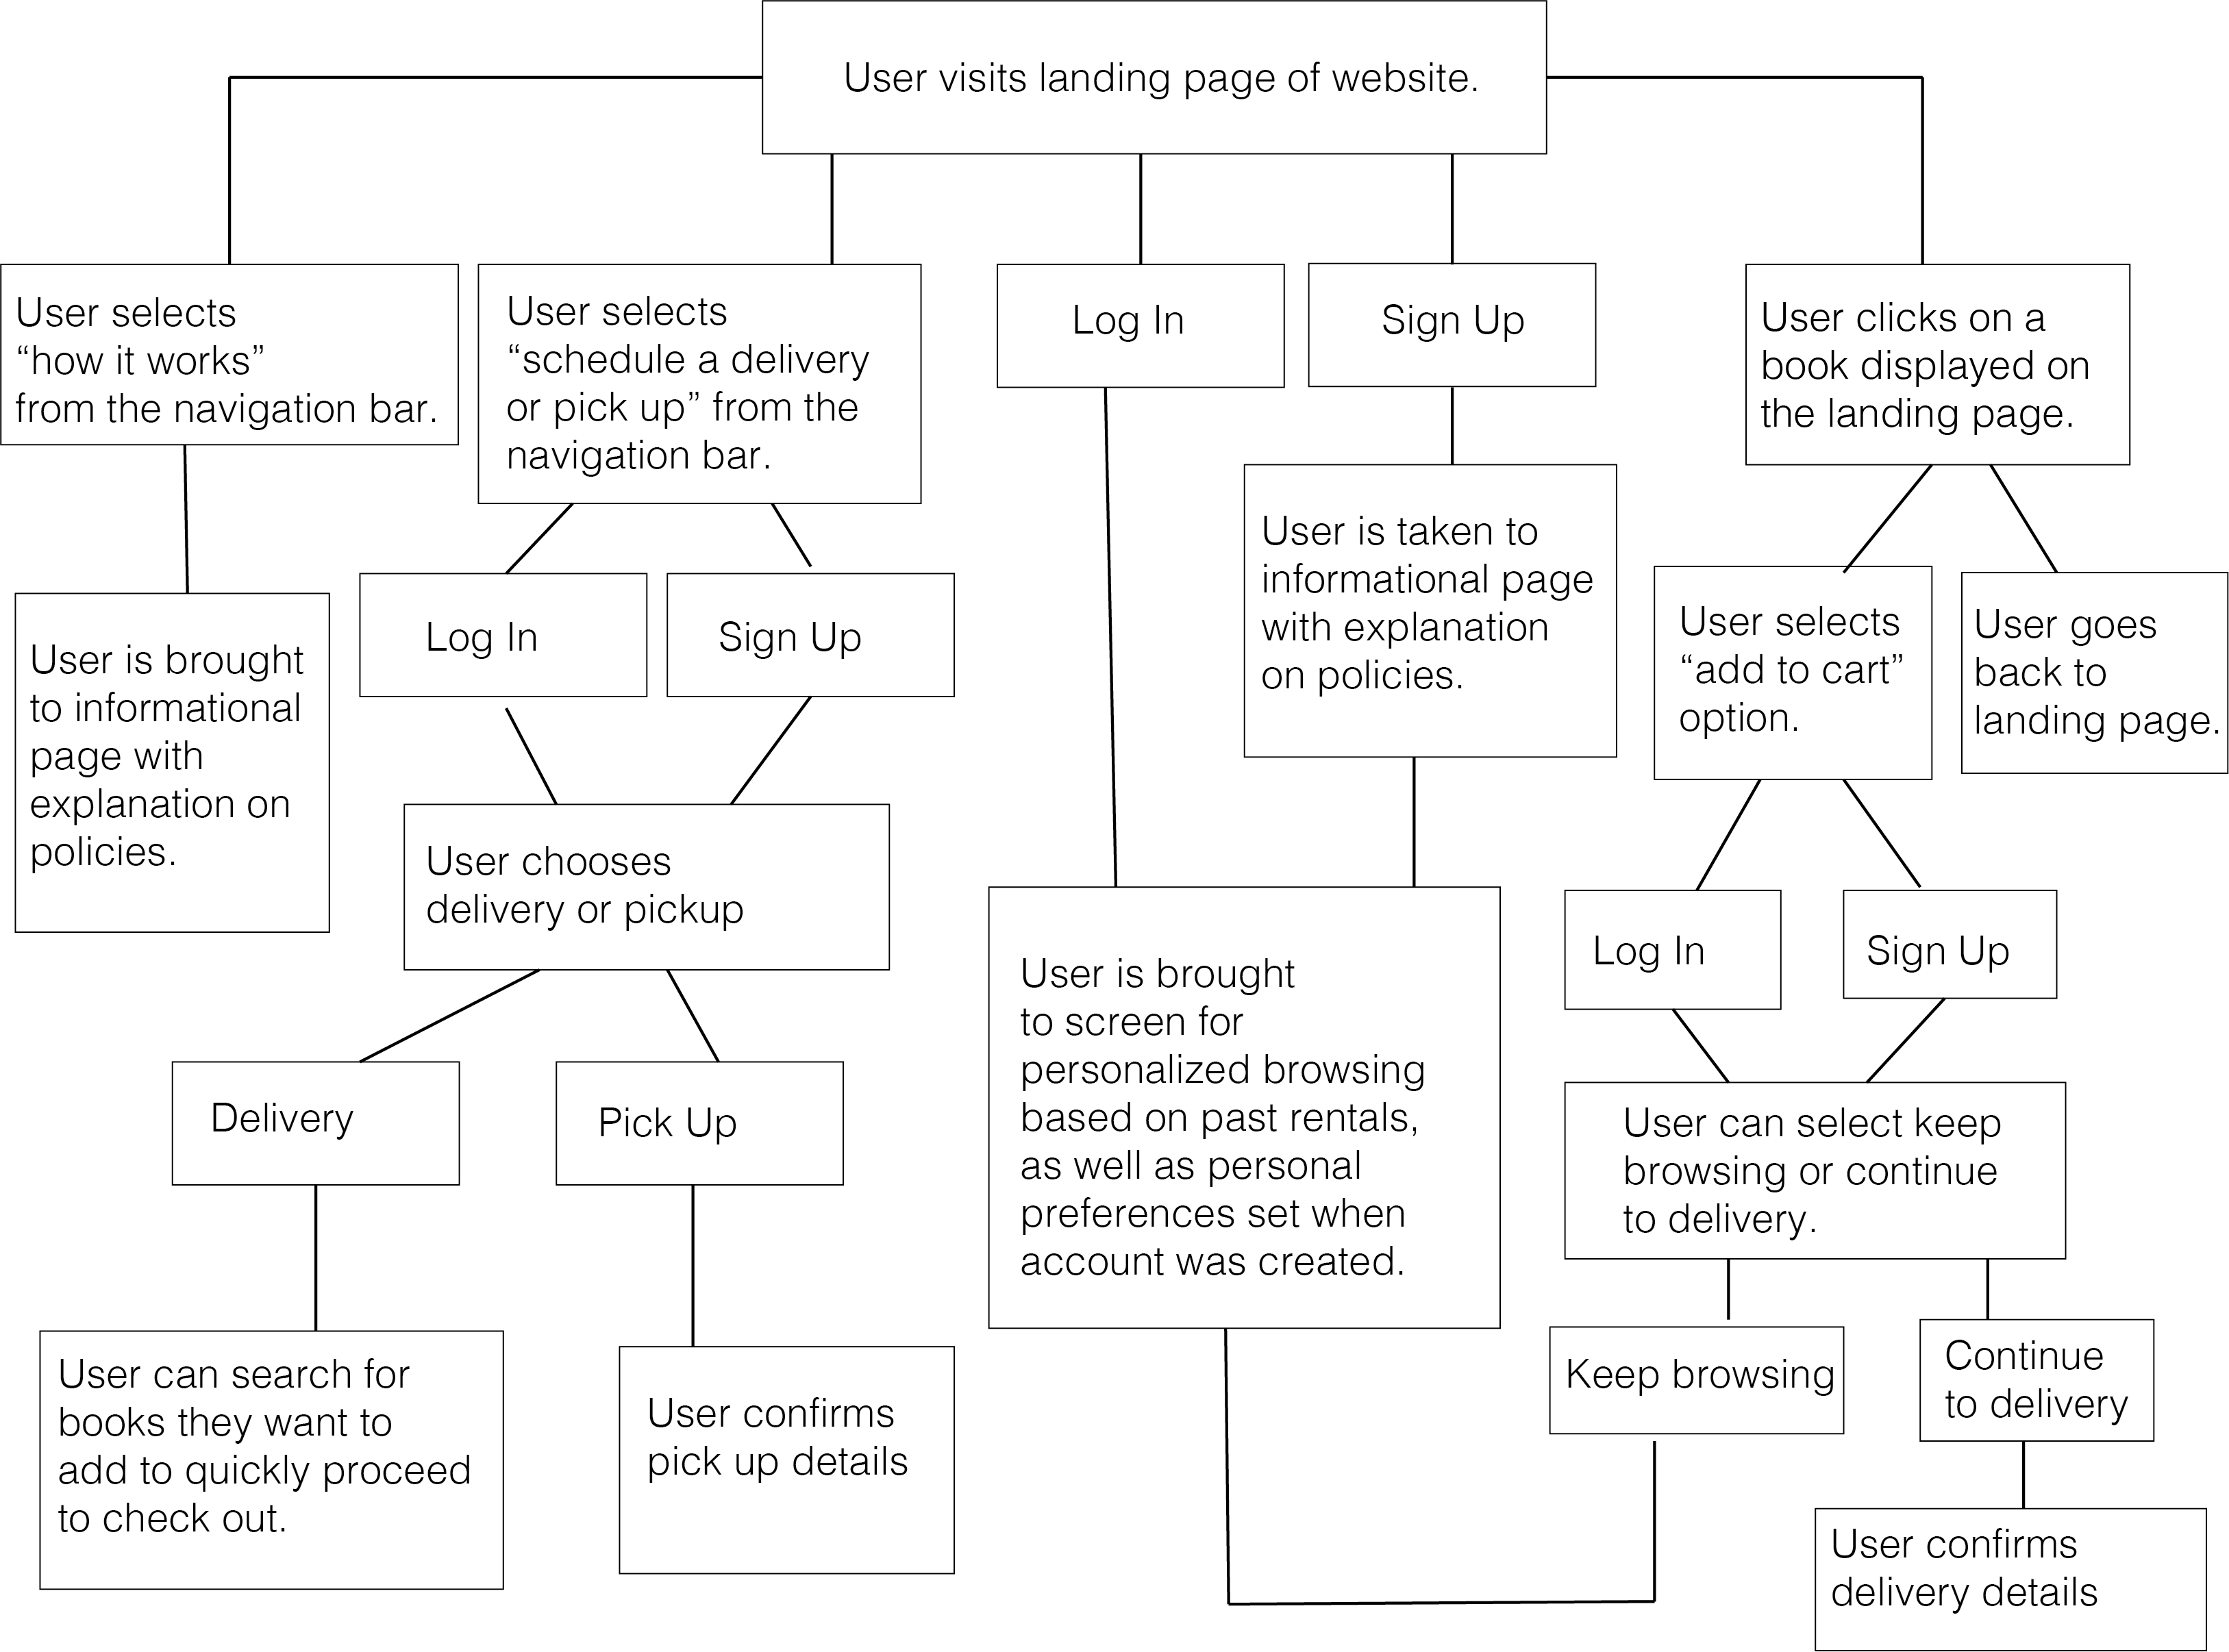 User visits landing page of website.
User selects
“how it works”
from the navigation bar.
User selects
“schedule a delivery
or pick up” from the
navigation bar.
Log In
Sign Up
User clicks on a
book displayed on
the landing page.
User is brought
to informational
page with
explanation on
policies.
Log In
Sign Up
User is taken to
informational page
with explanation
on policies.
User selects
“add to cart”
option.
User goes
back to
landing page.
User chooses
delivery or pickup
Log In
Sign Up
Delivery
Pick Up
User is brought
to screen for
personalized browsing
based on past rentals,
as well as personal
preferences set when
account was created.
User can select keep
browsing or continue
to delivery.
User can search for
books they want to
add to quickly proceed
to check out.
User confirms
pick up details
Keep browsing
Continue
to delivery
User confirms
delivery details